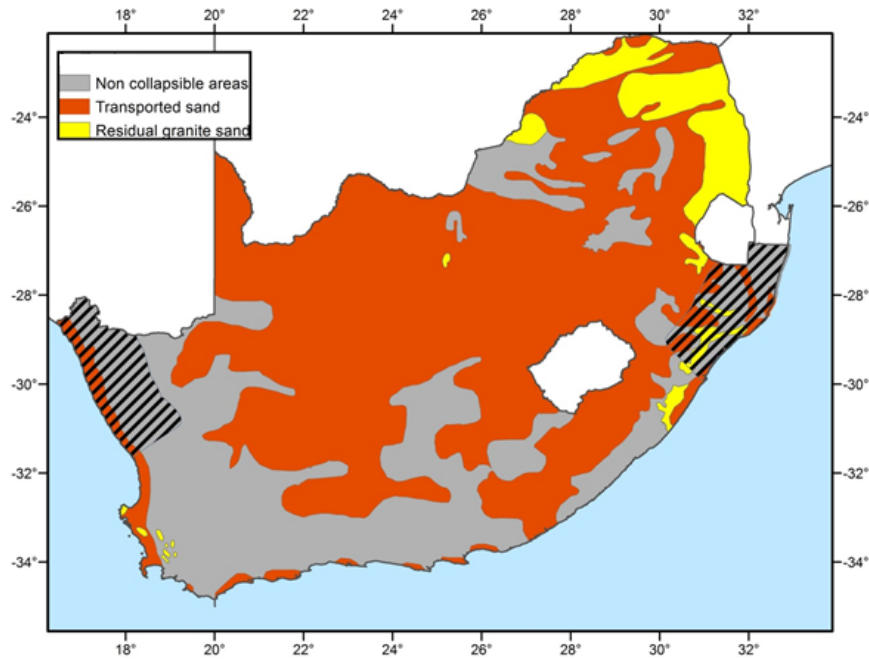 18° 20° 22° 24° 26° 28° 30° 32°
Non collapsible areas
Transported sand
Residual granite sand
-24° -24°
-26° -26°
-28° -28°
-30° -30°
-32° -32°
-34° -34°
18° 20° 22° 24° 26° 28° 30° 32°